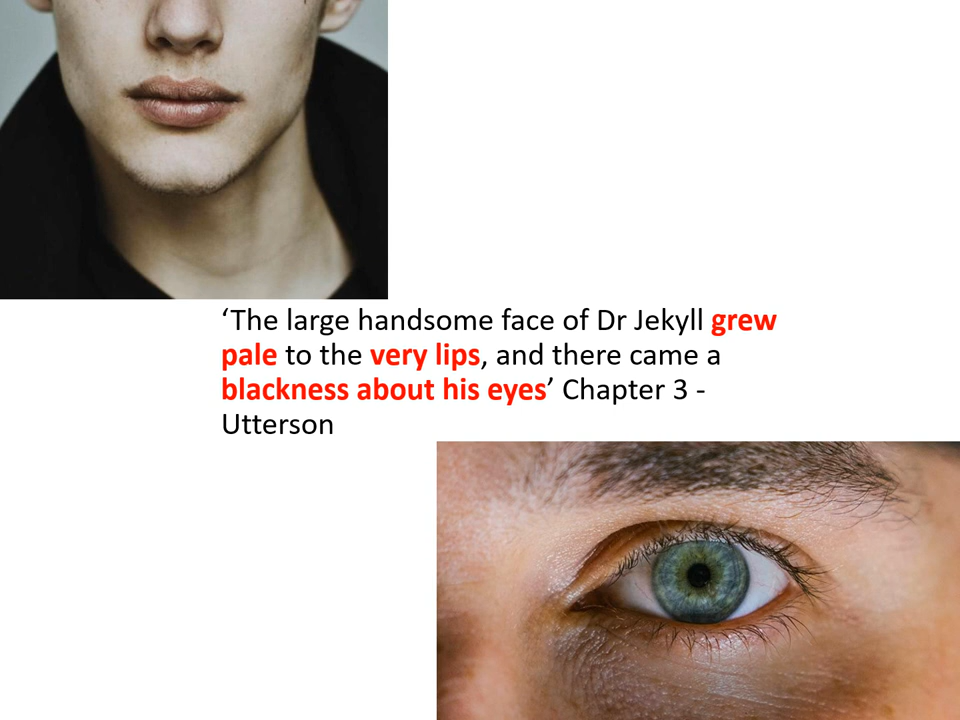 ‘The large handsome face of Dr Jekyll grew
pale to the very lips, and there came a
blackness about his eyes’ Chapter 3 -
Utterson